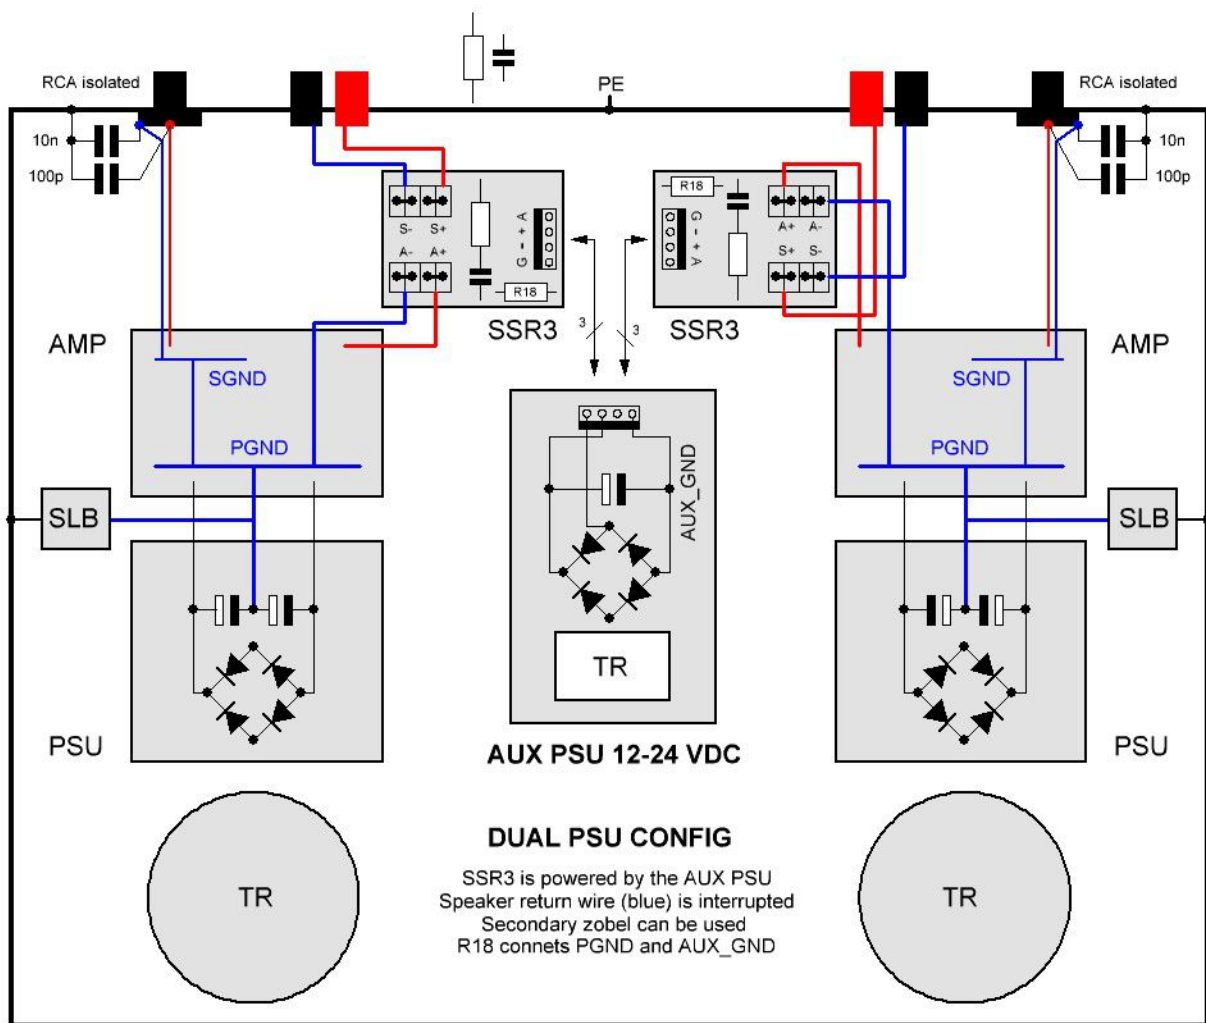 RCA isolated
PE
RCA isolated
10n
100p
10n
100p
S- S+
A- A+
G - + A
R18
SSR3
R18
G - + A
A+ A-
S+ S-
SSR3
3
3
AMP
SGND
PGND
AMP
SGND
PGND
AUX_GND
SLB
SLB
TR
PSU
PSU
AUX PSU 12-24 VDC
DUAL PSU CONFIG
SSR3 is powered by the AUX PSU
Speaker return wire (blue) is interrupted
Secondary zobel can be used
R18 connets PGND and AUX_GND
TR
TR